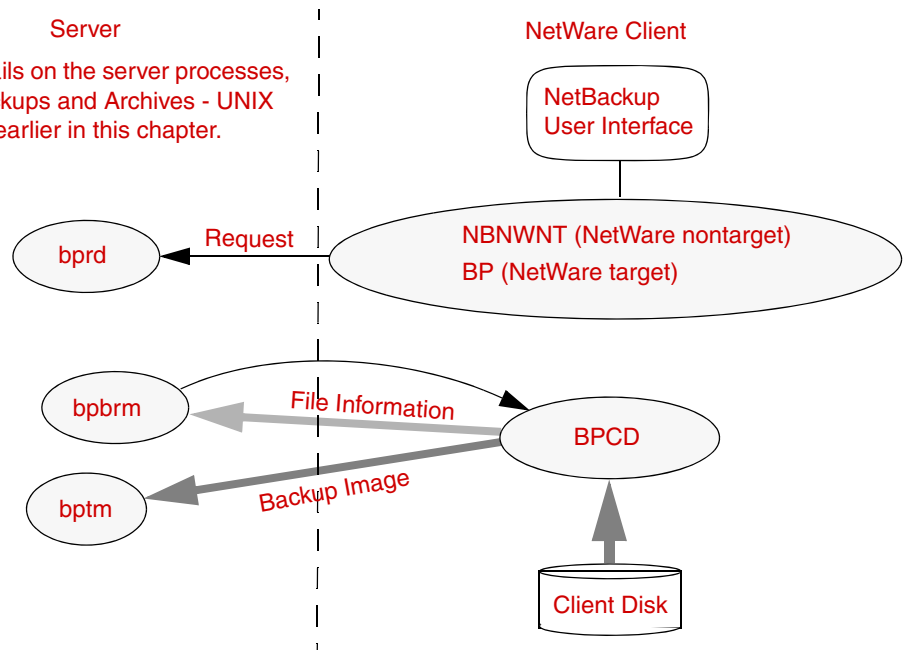 Server
ils on the server processes,
kups and Archives - UNIX
earlier in this chapter.
NetWare Client
NetBackup
User Interface
NBNWNT (NetWare nontarget)
BP (NetWare target)
Request
bprd
bpbrm
File Information
BPCD
Backup Image
bptm
Client Disk